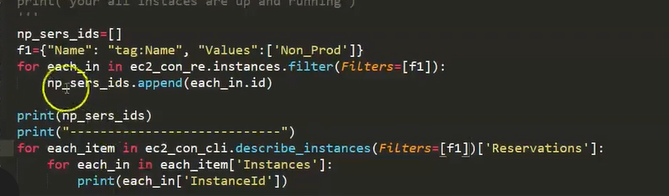 print( your all instaces are up and running )
'''
np_sers_ids=[]
f1={"Name": "tag:Name", "Values":['Non_Prod']}
for each_in in ec2_con_re.instances.filter(Filters=[f1]):
    np_sers_ids.append(each_in.id)
print(np_sers_ids)
print("----------------------------")
for each_item in ec2_con_cli.describe_instances(Filters=[f1])['Reservations']:
    for each_in in each_item['Instances']:
        print(each_in['InstanceId'])